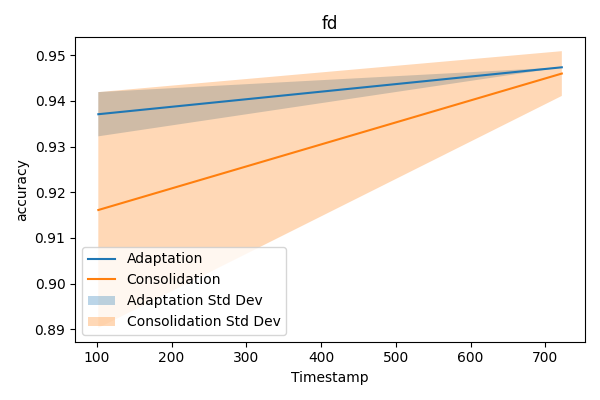 fd
accuracy
0.95
0.94
0.93
0.92
0.91
0.90
0.89
Adaptation
Consolidation
Adaptation Std Dev
Consolidation Std Dev
100 200 300 400 500 600 700
Timestamp